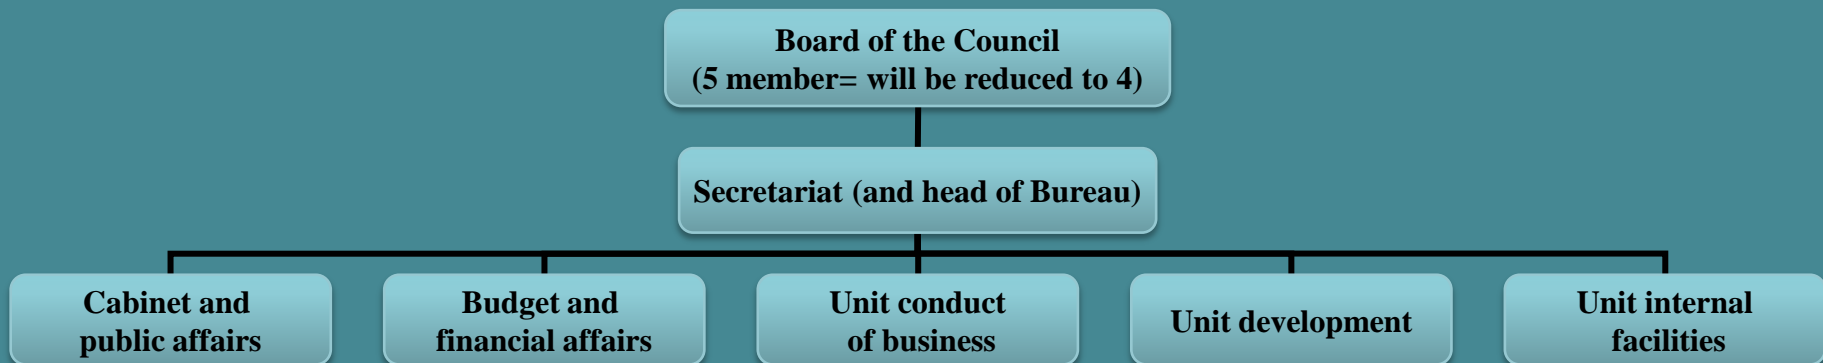 Board of the Council
(5 member= will be reduced to 4)
Secretariat (and head of Bureau)
Cabinet and
public affairs
Budget and
financial affairs
Unit conduct
of business
Unit development
Unit internal
facilities